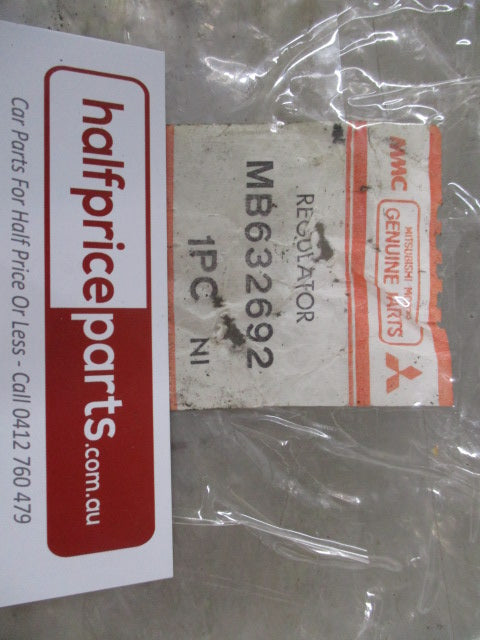 halfpriceparts.com.au
Car Parts For Half Price Or Less - Call 0412 760 479
MMC
MITSUBISHI
GENUINE PARTS
REGULATOR
MB632692
1PC NI